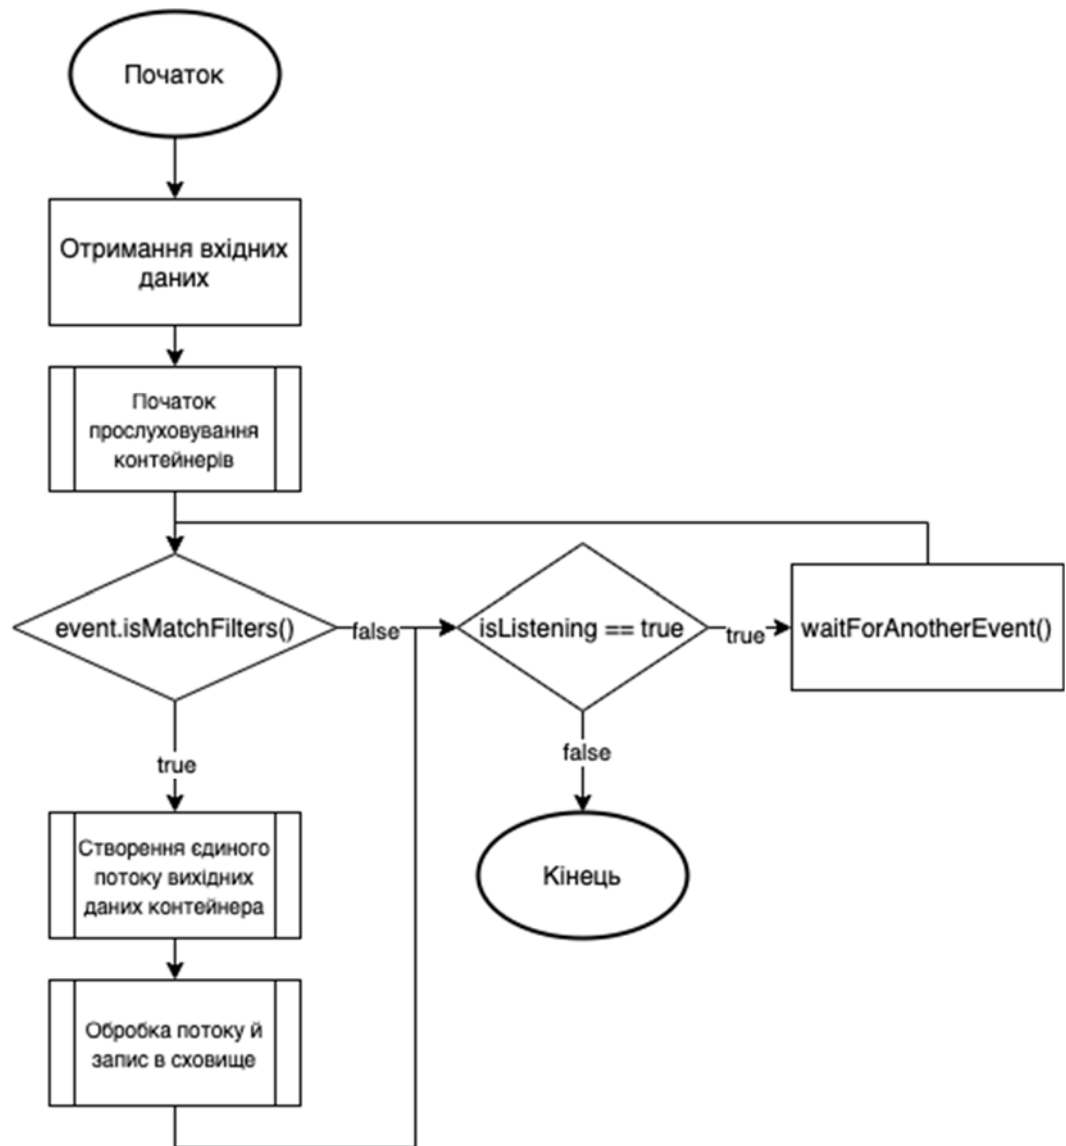 Початок
Отримання вхідних
даних
Початок
прослуховування
контейнерів
event.isMatchFilters()
false
isListening == true
true
waitForAnotherEvent()
true
false
Створення єдиного
потоку вихідних
даних контейнера
Кінець
Обробка потоку й
запис в сховище